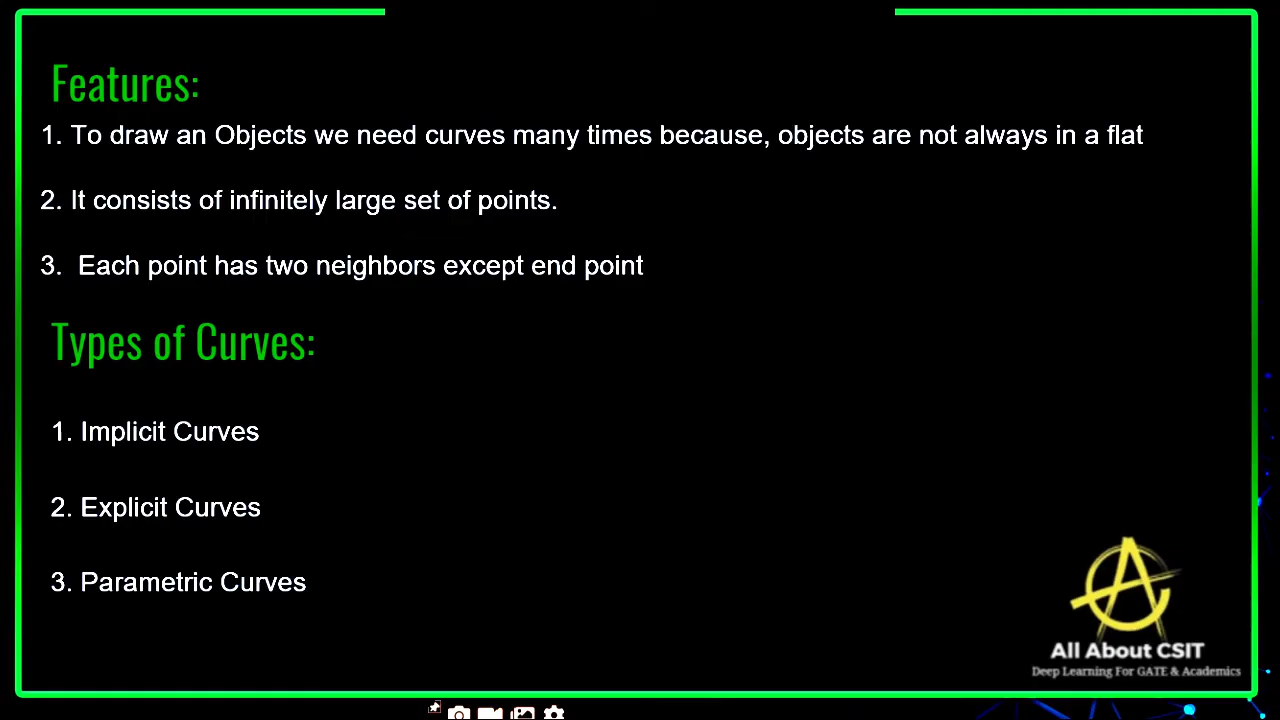 Features:
1. To draw an Objects we need curves many times because, objects are not always in a flat
2. It consists of infinitely large set of points.
3. Each point has two neighbors except end point
Types of Curves:
1. Implicit Curves
2. Explicit Curves
3. Parametric Curves
All About CSIT
Deep Learning For GATE & Academics